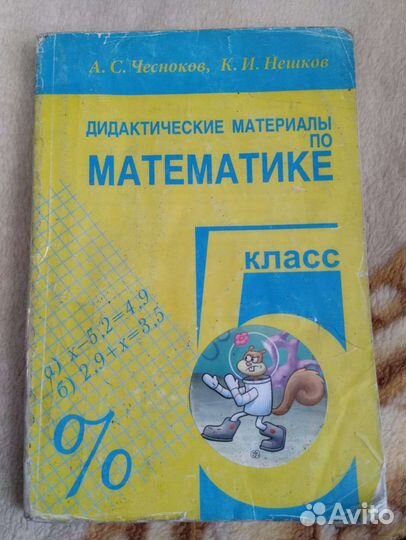 А. С. Чесноков, К. И. Нешков
ДИДАКТИЧЕСКИЕ МАТЕРИАЛЫ
ПО
МАТЕМАТИКЕ
5
класс
а) x=5,2=4,9
б) 2,9+x=3,5
%
Avito